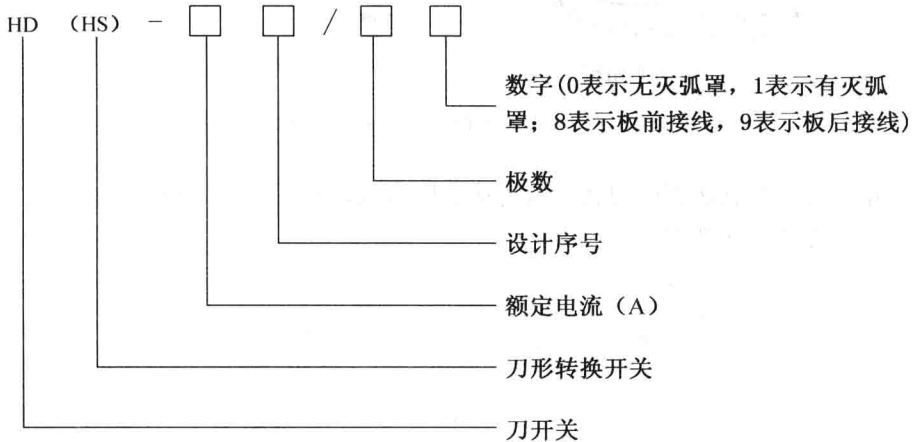 HD (HS) - □ □ / □ □
数字(0表示无灭弧罩，1表示有灭弧
罩；8表示板前接线，9表示板后接线)
极数
设计序号
额定电流（A）
刀形转换开关
刀开关